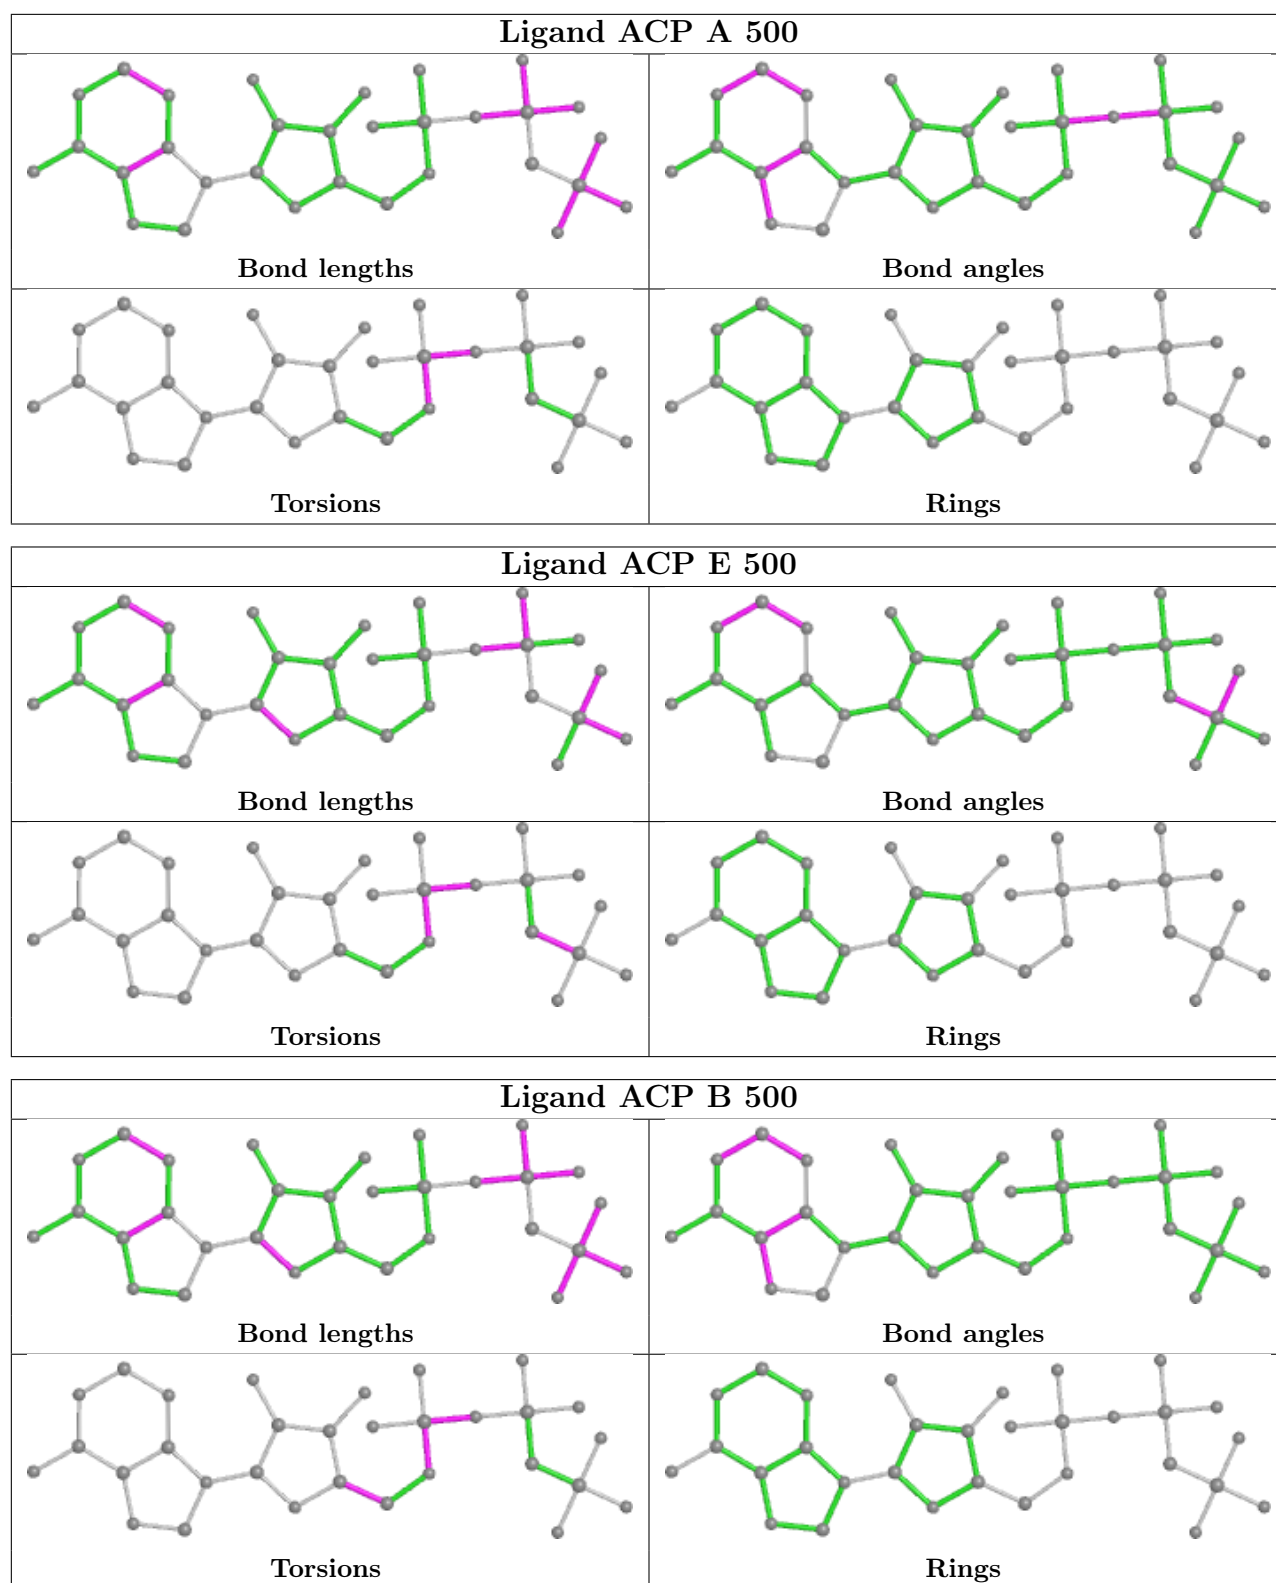 Ligand ACP A 500
Bond lengths
Bond angles
Torsions
Rings
Ligand ACP E 500
Bond lengths
Bond angles
Torsions
Rings
Ligand ACP B 500
Bond lengths
Bond angles
Torsions
Rings